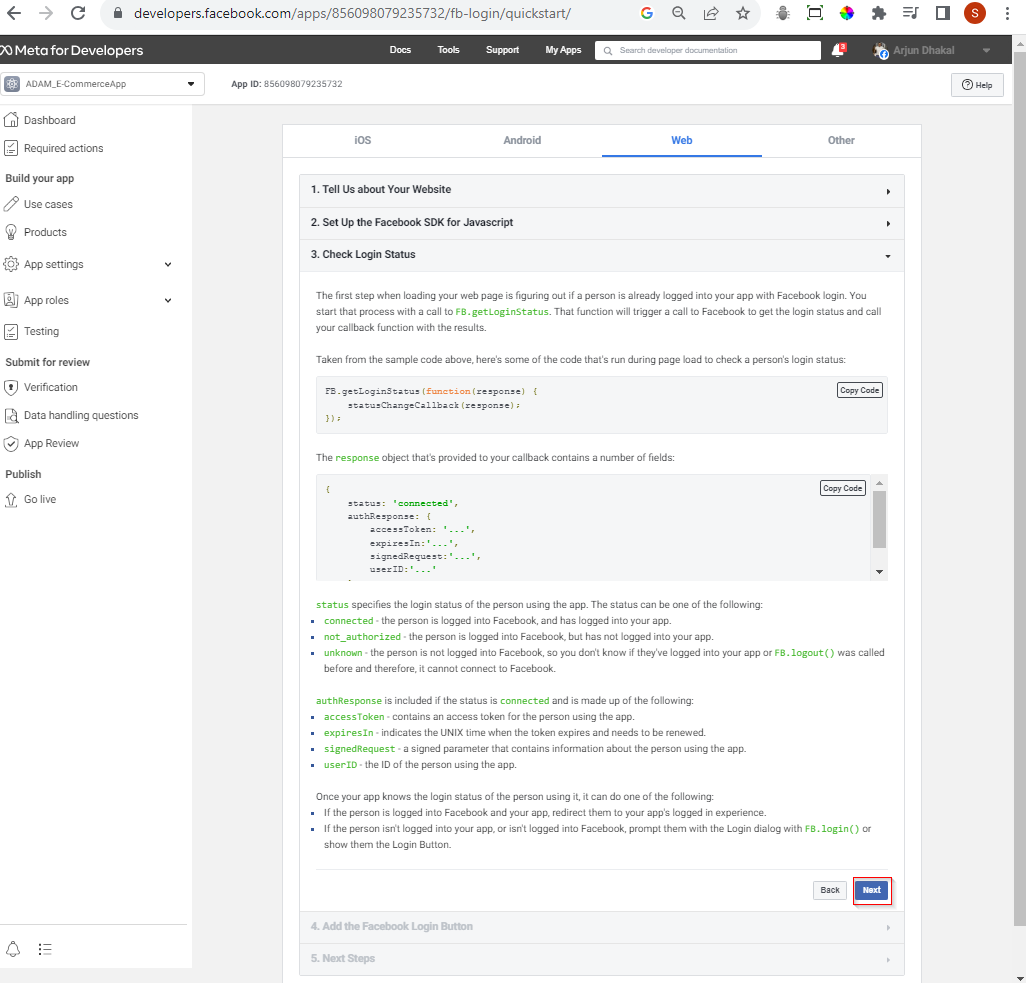 developers.facebook.com/apps/856098079235732/fb-login/quickstart/
S
Meta for Developers
Docs
Tools
Support
My Apps
Search developer documentation
3
Arjun Dhakal
ADAM_E-CommerceApp
App ID: 856098079235732
Help
Dashboard
Required actions
Build your app
Use cases
Products
App settings
App roles
Testing
Submit for review
Verification
Data handling questions
App Review
Publish
Go live
iOS
Android
Web
Other
1. Tell Us about Your Website
2. Set Up the Facebook SDK for Javascript
3. Check Login Status
The first step when loading your web page is figuring out if a person is already logged into your app with Facebook login. You
start that process with a call to FB.getLoginStatus. That function will trigger a call to Facebook to get the login status and call
your callback function with the results.
Taken from the sample code above, here's some of the code that's run during page load to check a person's login status:
FB.getLoginStatus(function(response) {
statusChangeCallback(response);
});
Copy Code
The response object that's provided to your callback contains a number of fields:
{
status: 'connected',
authResponse: {
accessToken: '...',
expiresIn:'...',
signedRequest:'...',
userID:'...'
Copy Code
status specifies the login status of the person using the app. The status can be one of the following:
connected - the person is logged into Facebook, and has logged into your app.
not_authorized - the person is logged into Facebook, but has not logged into your app.
unknown - the person is not logged into Facebook, so you don't know if they've logged into your app or FB.logout() was called
before and therefore, it cannot connect to Facebook.
authResponse is included if the status is connected and is made up of the following:
accessToken - contains an access token for the person using the app.
expiresIn - indicates the UNIX time when the token expires and needs to be renewed.
signedRequest - a signed parameter that contains information about the person using the app.
userID - the ID of the person using the app.
Once your app knows the login status of the person using it, it can do one of the following:
If the person is logged into Facebook and your app, redirect them to your app's logged in experience.
If the person isn't logged into your app, or isn't logged into Facebook, prompt them with the Login dialog with FB.login() or
show them the Login Button.
Back
Next
4. Add the Facebook Login Button
5. Next Steps